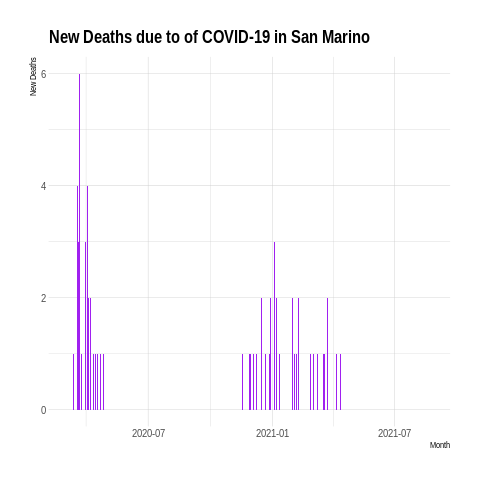 New Deaths due to of COVID-19 in San Marino
New Deaths
6
4
2
0
2020-07 2021-01 2021-07
Month